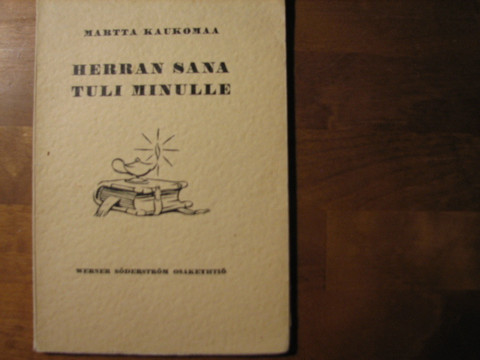 MARTTA KAUKOMAA
HERRAN SANA
TULI MINULLE
WERNER SÖDERSTRÖM OSAKEYHTIÖ